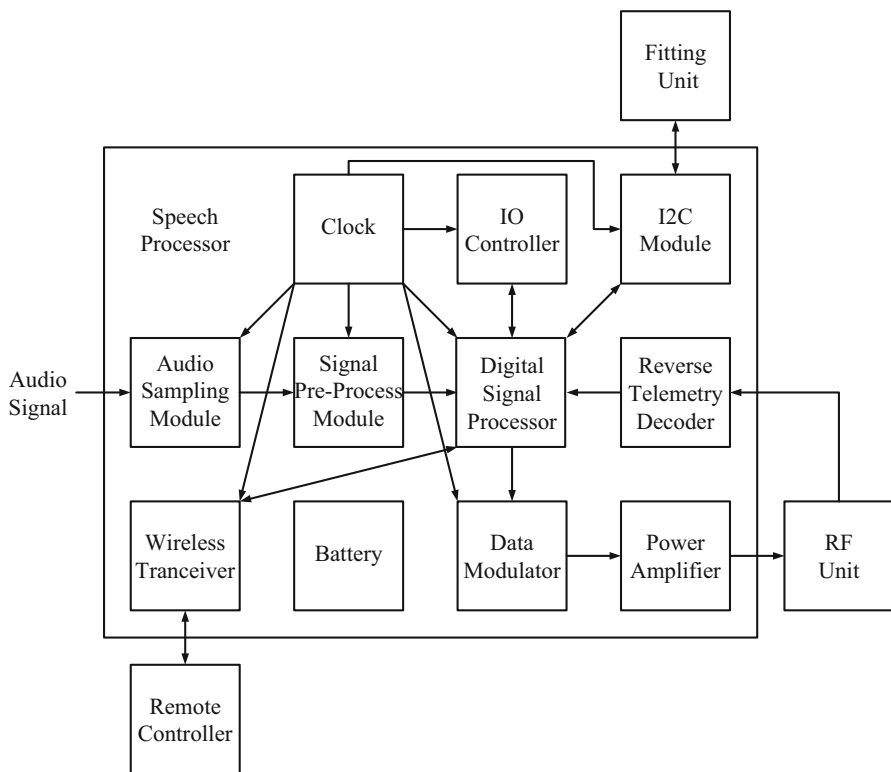 Fitting
Unit
Speech
Processor
Clock
IO
Controller
I2C
Module
Audio
Signal
Audio
Sampling
Module
Signal
Pre-Process
Module
Digital
Signal
Processor
Reverse
Telemetry
Decoder
Wireless
Tranceiver
Battery
Data
Modulator
Power
Amplifier
RF
Unit
Remote
Controller